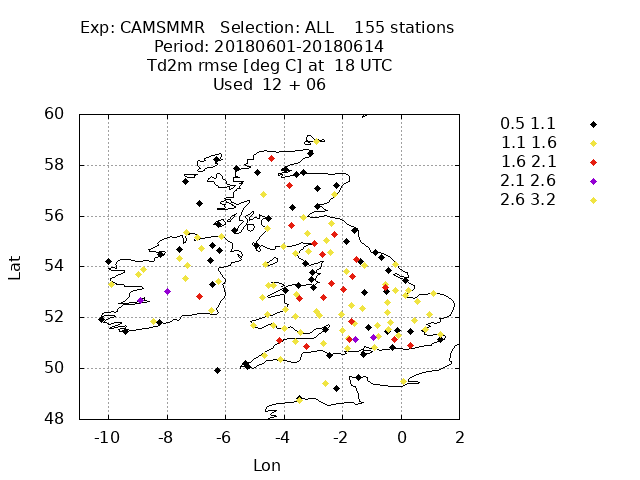 Exp: CAMSMMR   Selection: ALL    155 stations
Period: 20180601-20180614
Td2m rmse [deg C] at  18 UTC
Used  12 + 06
0.5 1.1
1.1 1.6
1.6 2.1
2.1 2.6
2.6 3.2
60
58
56
54
52
50
48
Lat
-10 -8 -6 -4 -2 0 2
Lon